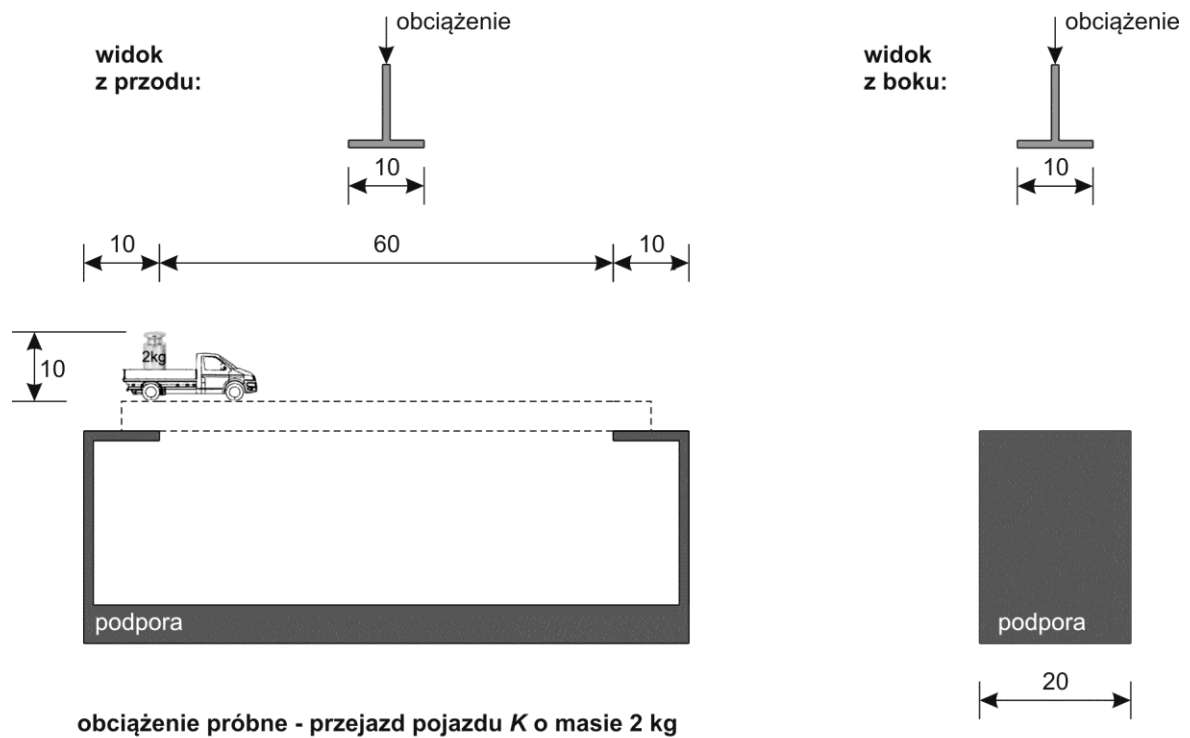 obciążenie
obciążenie
widok
z przodu:
widok
z boku:
10
10
10
60
10
10
2kg
podpora
podpora
20
obciążenie próbne - przejazd pojazdu K o masie 2 kg